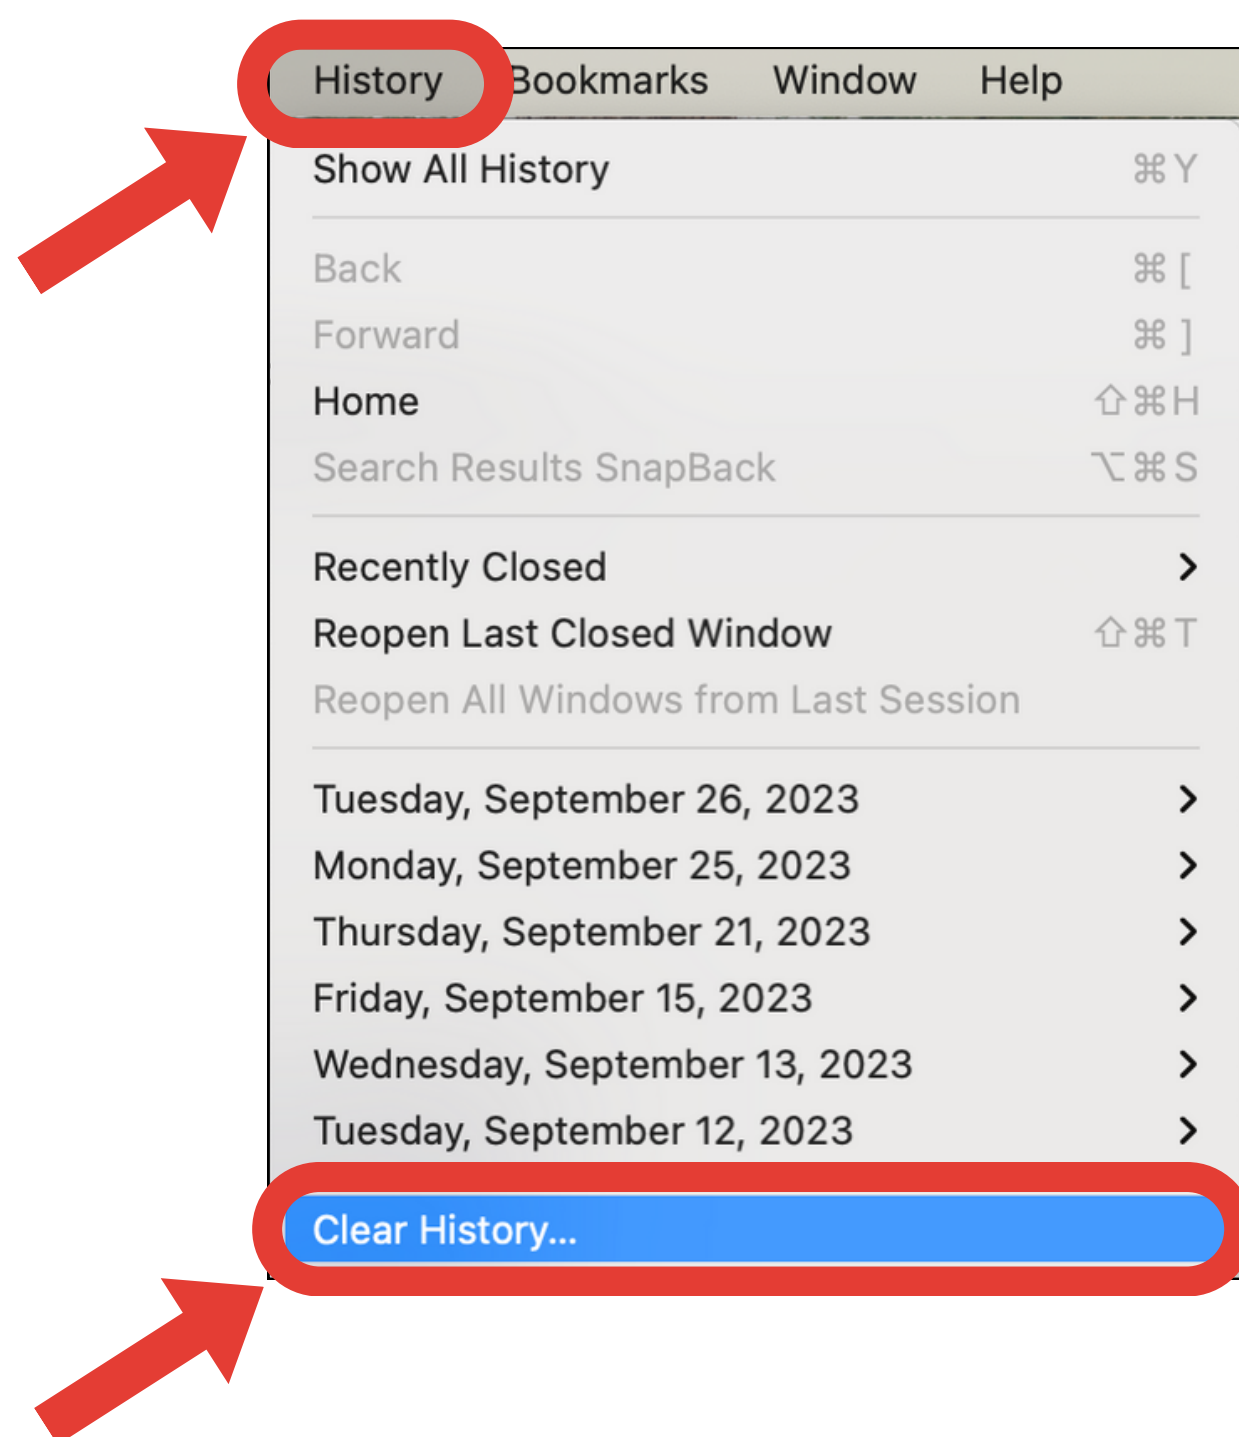 History Bookmarks Window Help
Show All History ⌘Y
Back ⌘[
Forward ⌘]
Home ⇧⌘H
Search Results SnapBack ⌥⌘S
Recently Closed
Reopen Last Closed Window ⇧⌘T
Reopen All Windows from Last Session
Tuesday, September 26, 2023
Monday, September 25, 2023
Thursday, September 21, 2023
Friday, September 15, 2023
Wednesday, September 13, 2023
Tuesday, September 12, 2023
Clear History...